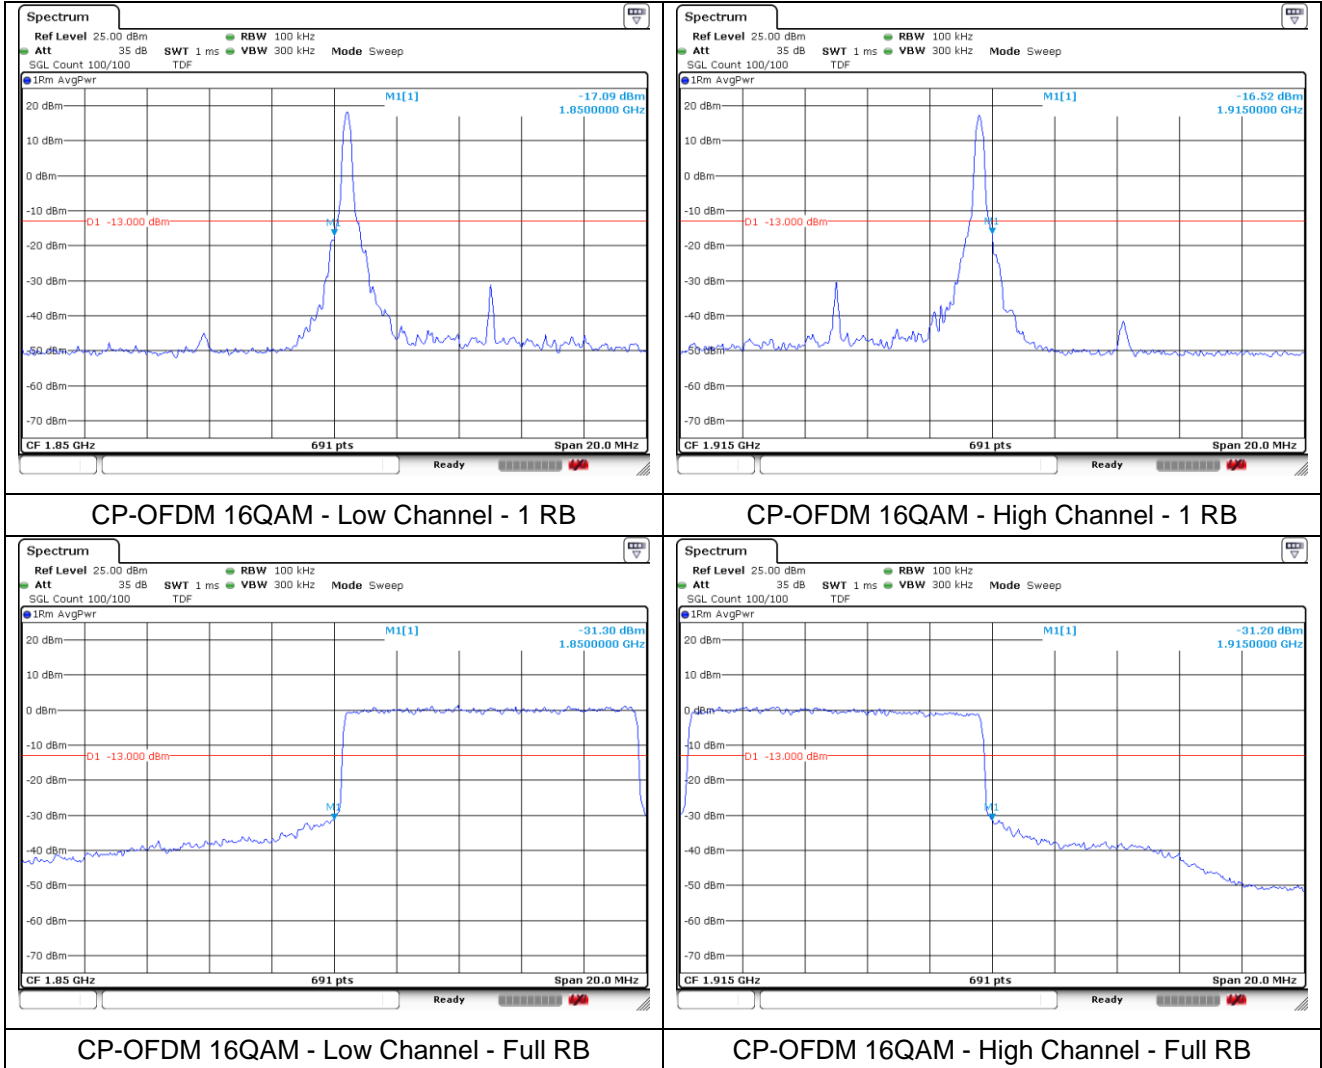 Spectrum
Ref Level 25.00 dBm RBW 100 kHz
Att 35 dB SWT 1 ms VBW 300 kHz Mode Sweep
SGL Count 100/100 TDF
1Rm AvgPwr
M1[1] -17.09 dBm
1.8500000 GHz
20 dBm
10 dBm
0 dBm
-10 dBm
D1 -13.000 dBm
M1
-20 dBm
-30 dBm
-40 dBm
-50 dBm
-60 dBm
-70 dBm
CF 1.85 GHz 691 pts Span 20.0 MHz
Ready
CP-OFDM 16QAM - Low Channel - 1 RB
Spectrum
Ref Level 25.00 dBm RBW 100 kHz
Att 35 dB SWT 1 ms VBW 300 kHz Mode Sweep
SGL Count 100/100 TDF
1Rm AvgPwr
M1[1] -16.52 dBm
1.9150000 GHz
20 dBm
10 dBm
0 dBm
-10 dBm
D1 -13.000 dBm
M1
-20 dBm
-30 dBm
-40 dBm
-50 dBm
-60 dBm
-70 dBm
CF 1.915 GHz 691 pts Span 20.0 MHz
Ready
CP-OFDM 16QAM - High Channel - 1 RB
Spectrum
Ref Level 25.00 dBm RBW 100 kHz
Att 35 dB SWT 1 ms VBW 300 kHz Mode Sweep
SGL Count 100/100 TDF
1Rm AvgPwr
M1[1] -31.30 dBm
1.8500000 GHz
20 dBm
10 dBm
0 dBm
-10 dBm
D1 -13.000 dBm
-20 dBm
M1
-30 dBm
-40 dBm
-50 dBm
-60 dBm
-70 dBm
CF 1.85 GHz 691 pts Span 20.0 MHz
Ready
CP-OFDM 16QAM - Low Channel - Full RB
Spectrum
Ref Level 25.00 dBm RBW 100 kHz
Att 35 dB SWT 1 ms VBW 300 kHz Mode Sweep
SGL Count 100/100 TDF
1Rm AvgPwr
M1[1] -31.20 dBm
1.9150000 GHz
20 dBm
10 dBm
0 dBm
-10 dBm
D1 -13.000 dBm
-20 dBm
M1
-30 dBm
-40 dBm
-50 dBm
-60 dBm
-70 dBm
CF 1.915 GHz 691 pts Span 20.0 MHz
Ready
CP-OFDM 16QAM - High Channel - Full RB